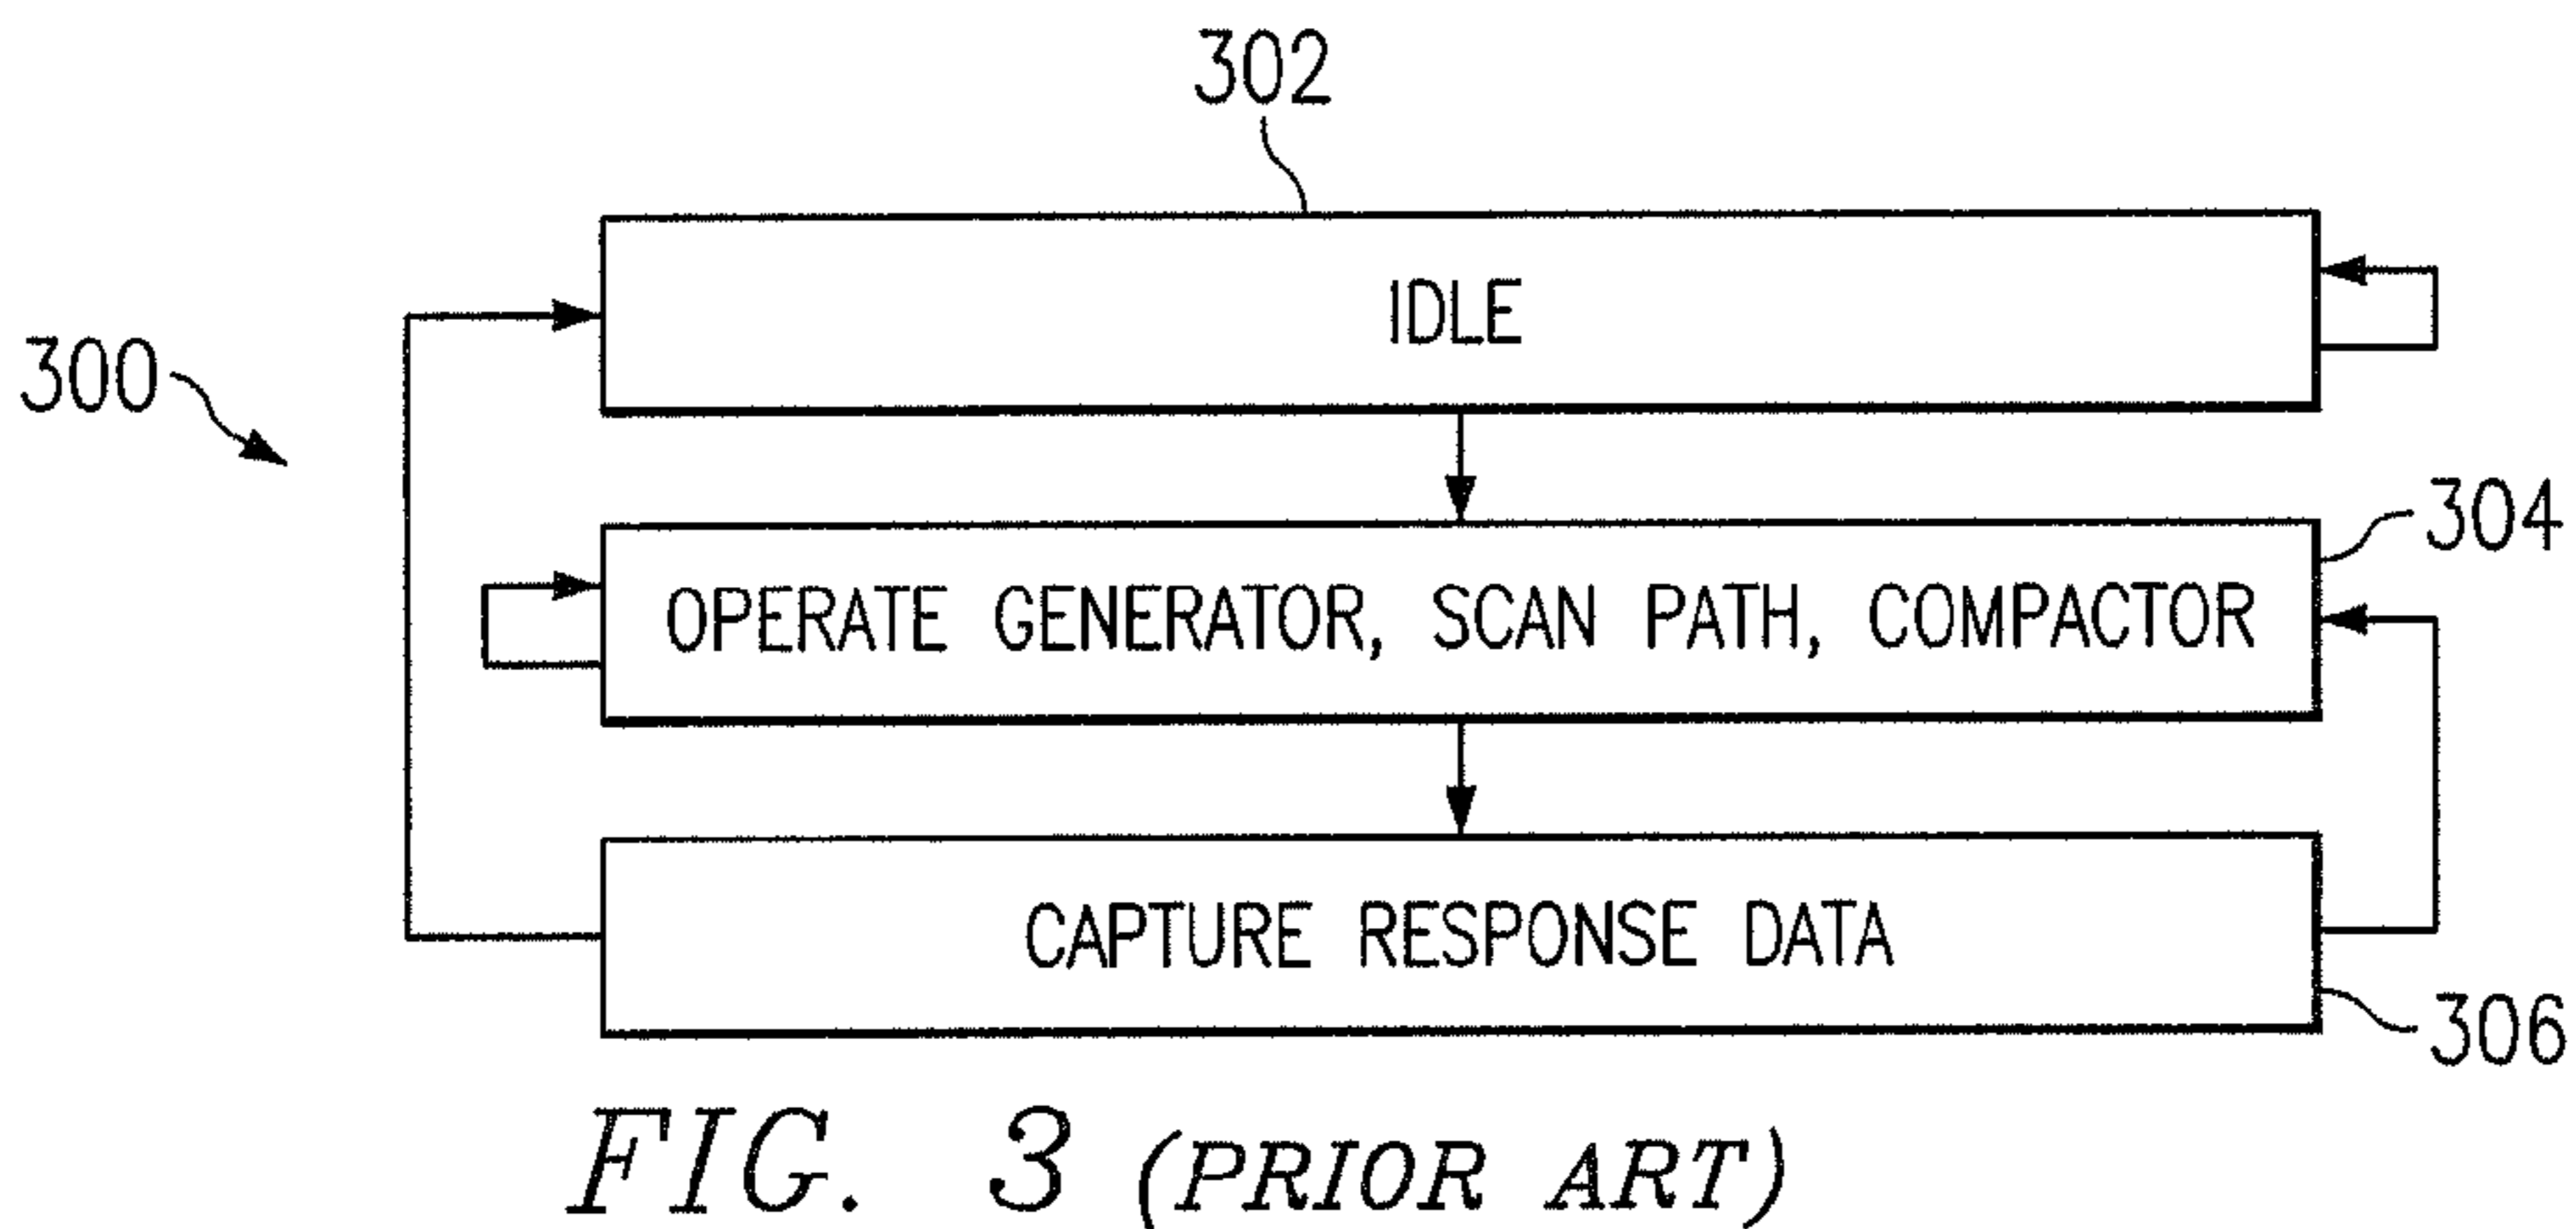 302
IDLE
300
304
OPERATE GENERATOR, SCAN PATH, COMPACTOR
CAPTURE RESPONSE DATA
306
FIG. 3 (PRIOR ART)